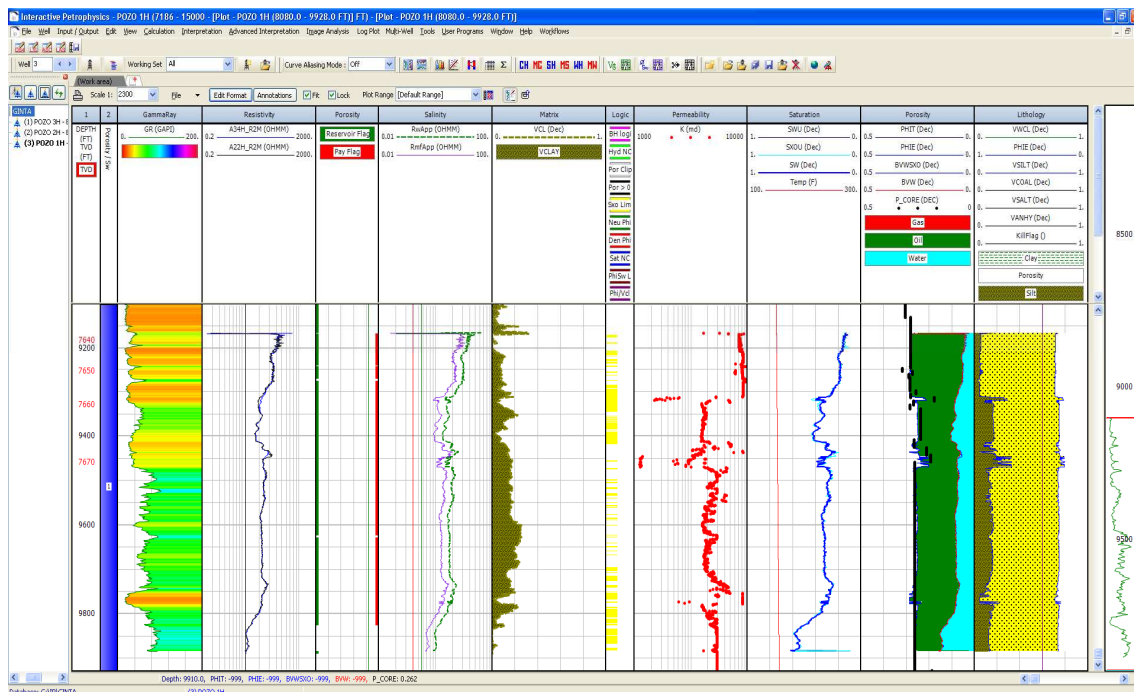 Interactive Petrophysics - POZO 1H (7186 - 15000 - [Plot - POZO 1H (8080.0 - 9928.0 FT)] FT) - [Plot - POZO 1H (8080.0 - 9928.0 FT)]
File Well Input / Output Edit View Calculation Interpretation Advanced Interpretation Image Analysis Log Plot Multi-Well Tools User Programs Window Help Workflows
Well 3 Working Set All Curve Aliasing Mode : Off CH MC SH MS WH MW
(Work area)
Scale 1: 2300 File Edit Format Annotations Fit Lock Plot Range [Default Range]
GINTA
(1) POZO 3H - 8
(2) POZO 2H - 8
(3) POZO 1H -
1 2 GammaRay Resistivity Porosity Salinity Matrix Logic Permeability Saturation Porosity Lithology
DEPTH
(FT)
TVD
(FT)
TVD
Porosity / Sw
GR (GAPI)
0. 200.
A34H_R2M (OHMM)
0.2 2000.
A22H_R2M (OHMM)
0.2 2000.
Reservoir Flag
Pay Flag
RwApp (OHMM)
0.01 100.
RmfApp (OHMM)
0.01 100.
VCL (Dec)
0. 1.
VCLAY
BH logi
Hyd NC
Por Clip
Por > 0
Sxo Lim
Neu Phi
Den Phi
Sat NC
PhiSw L
Phi/Vcl
K (md)
1000 10000
SWU (Dec)
1. 0.
SXOU (Dec)
1. 0.
SW (Dec)
1. 0.
Temp (F)
100. 300.
PHIT (Dec)
0.5 0.
PHIE (Dec)
0.5 0.
BVWSXO (Dec)
0.5 0.
BVW (Dec)
0.5 0.
P_CORE (DEC)
0.5 0
Gas
Oil
Water
VWCL (Dec)
0. 1.
PHIE (Dec)
0. 1.
VSILT (Dec)
0. 1.
VCOAL (Dec)
0. 1.
VSALT (Dec)
0. 1.
VANHY (Dec)
0. 1.
KillFlag ()
0. 1.
Clay
Porosity
Silt
8500
7640
9200
7650
7660
9400
7670
9600
9800
9000
9500
Depth: 9910.0, PHIT: -999, PHIE: -999, BVWSXO: -999, BVW: -999, P_CORE: 0.262